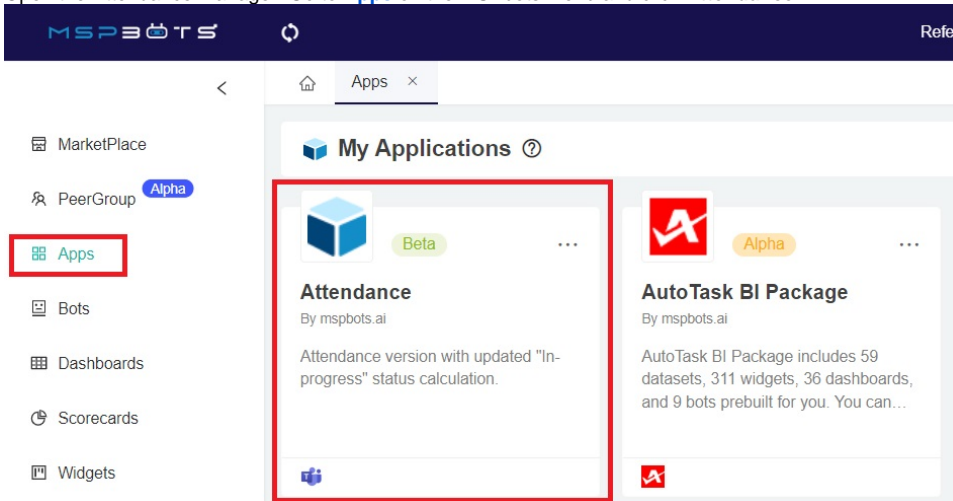 MSPBOTS
Refe
Apps
MarketPlace
My Applications
PeerGroup Alpha
Apps
Beta
Alpha
Attendance
AutoTask BI Package
By mspbots.ai
By mspbots.ai
Bots
Attendance version with updated "In-
progress" status calculation.
AutoTask BI Package includes 59
datasets, 311 widgets, 36 dashboards,
and 9 bots prebuilt for you. You can...
Dashboards
Scorecards
Widgets